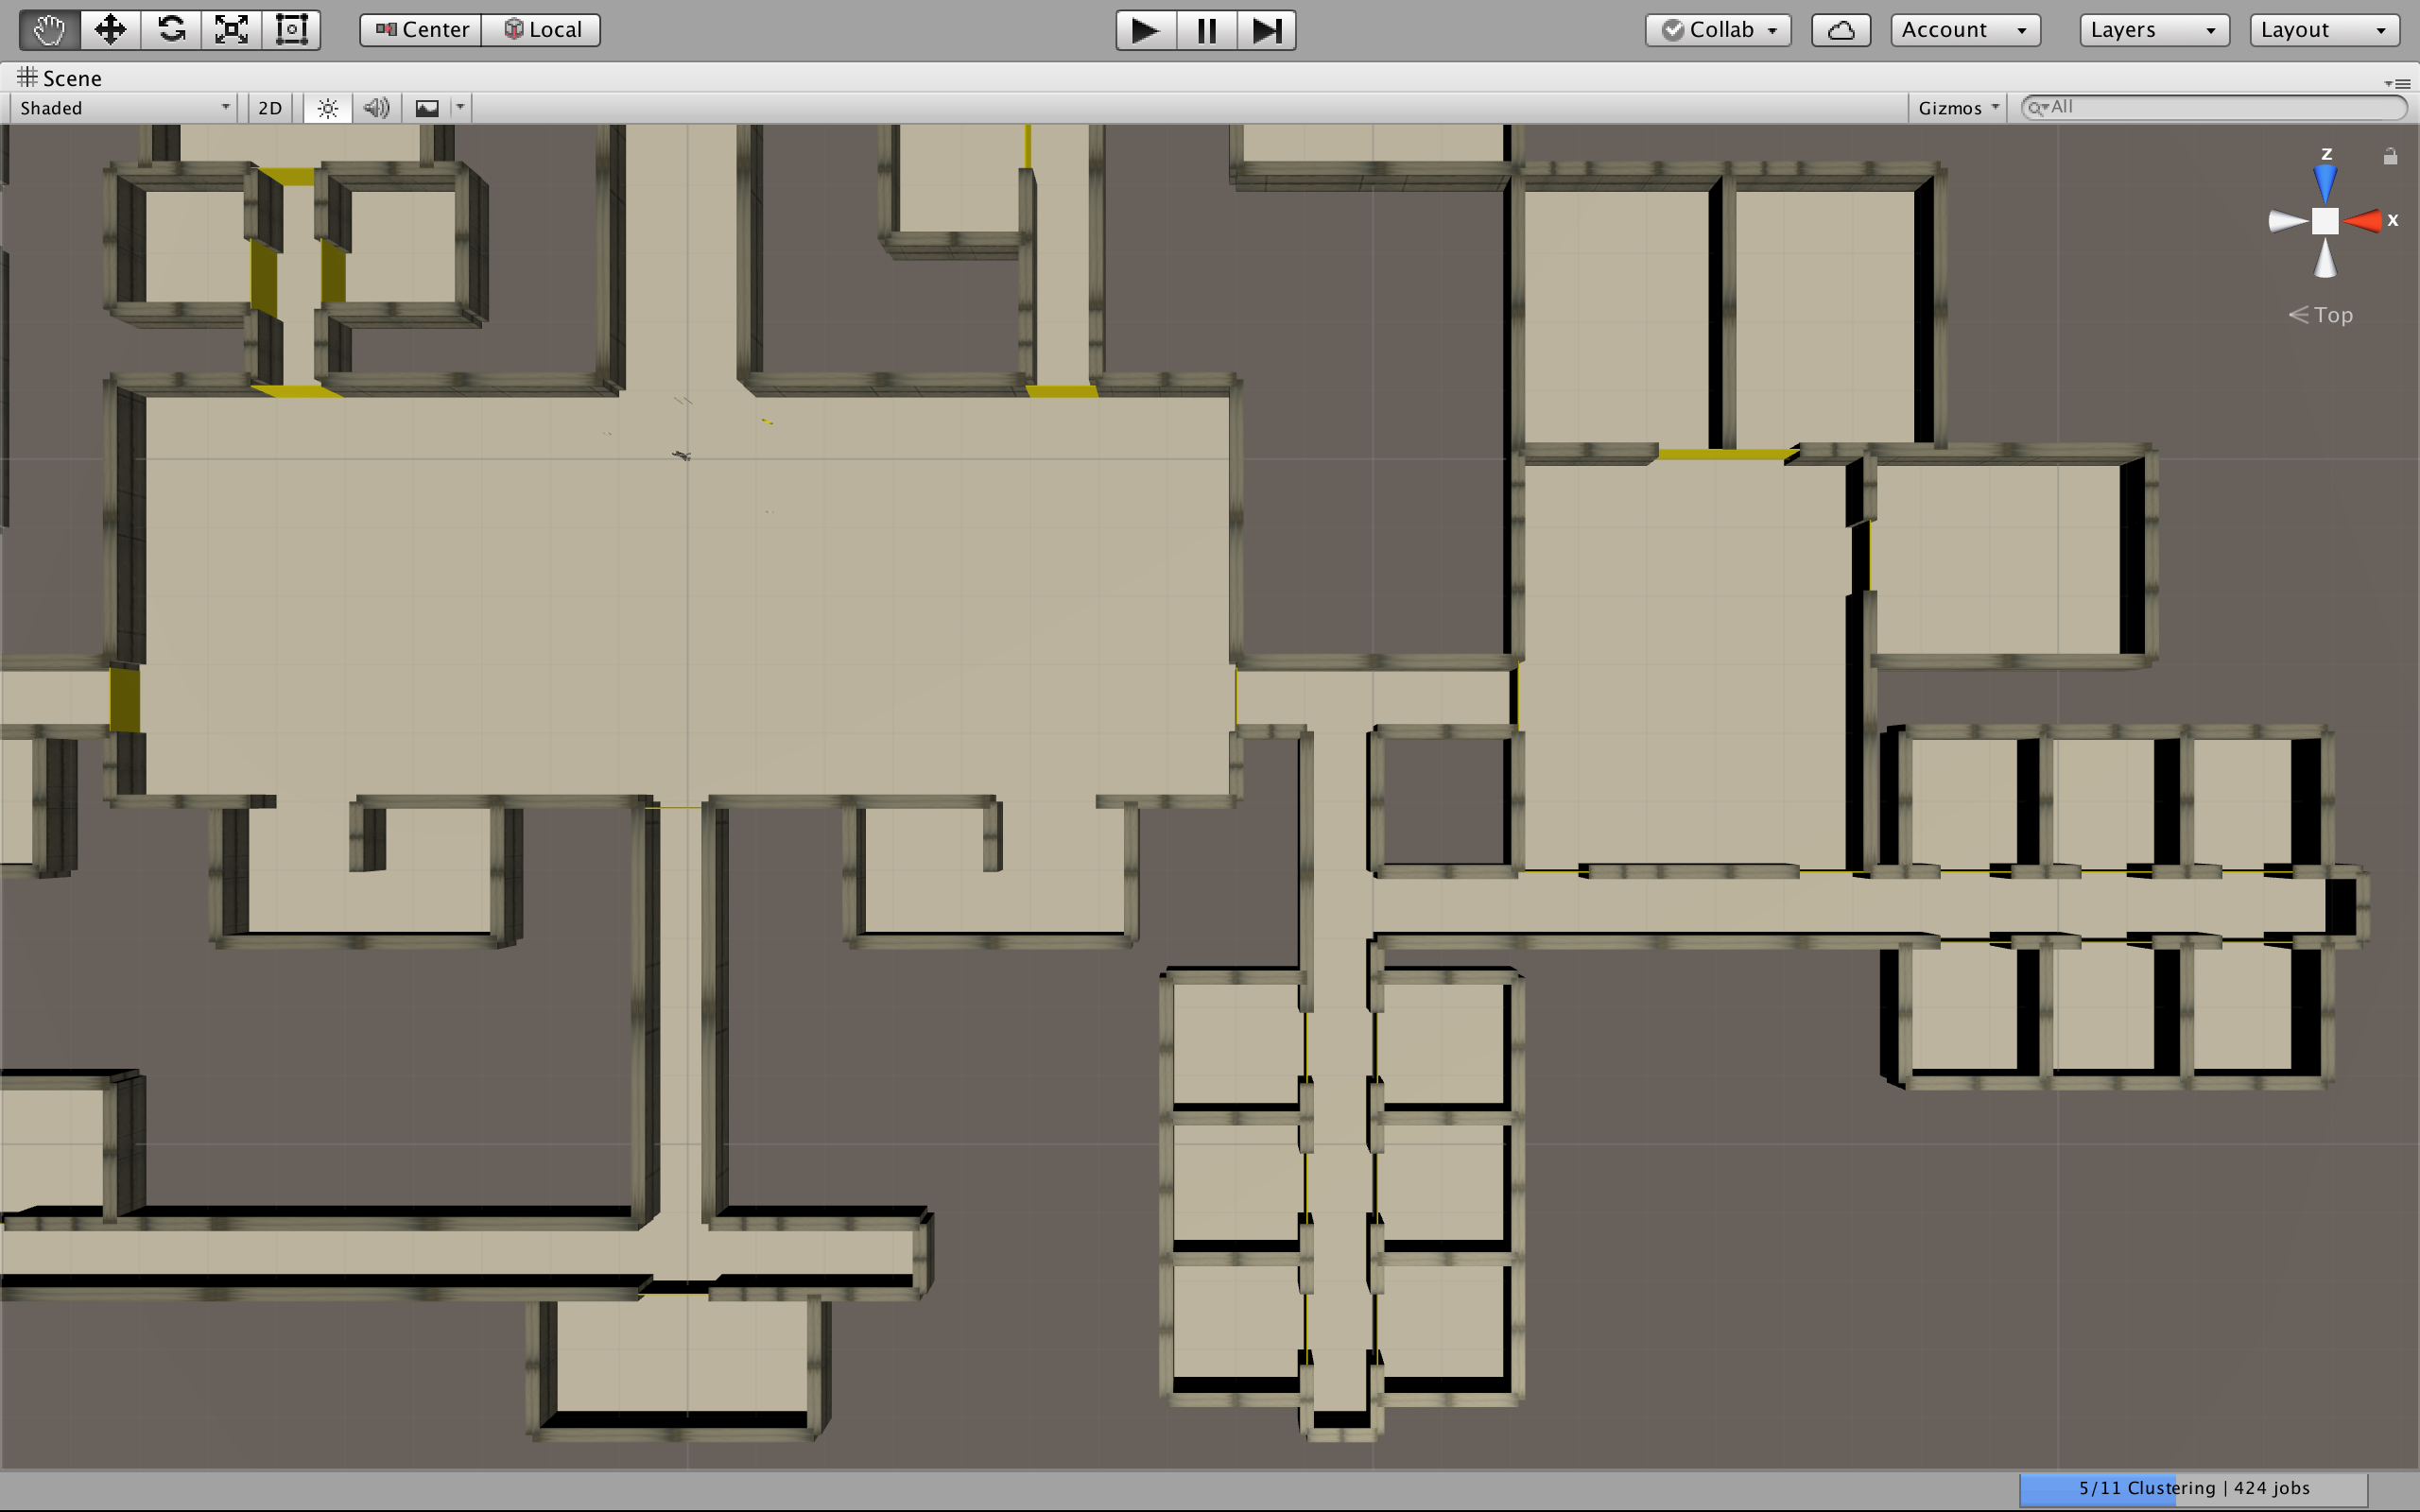 Center Local Collab Account Layers Layout
Scene
Shaded 2D Gizmos All
z
x
Top
5/11 Clustering | 424 jobs